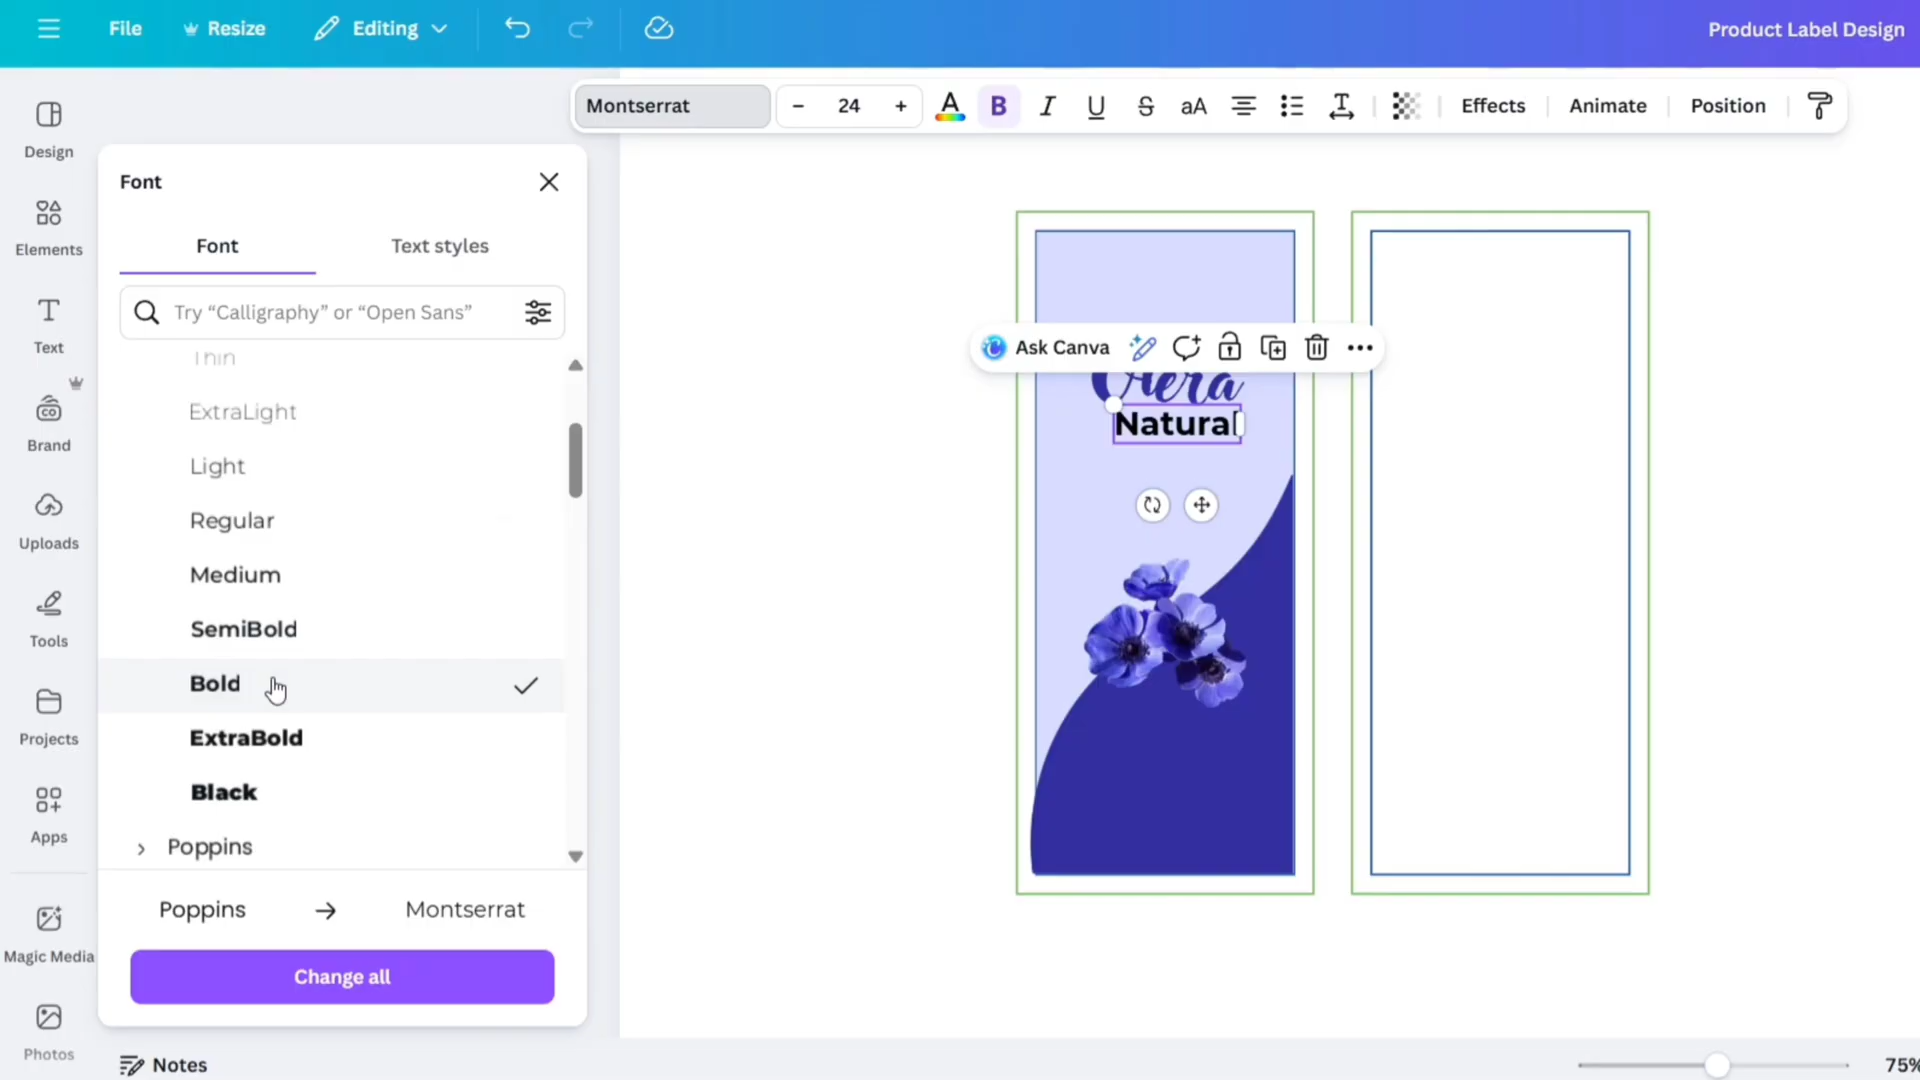 File
Resize
Editing
Product Label Design
Montserrat
- 24 +
A
B
I
U
S
aA
Effects
Animate
Position
Design
Elements
Text
Brand
Uploads
Tools
Projects
Apps
Magic Media
Photos
Font
Font
Text styles
Try “Calligraphy” or “Open Sans”
Thin
ExtraLight
Light
Regular
Medium
SemiBold
Bold
ExtraBold
Black
Poppins
Poppins → Montserrat
Change all
Ask Canva
Natural
Notes
75%